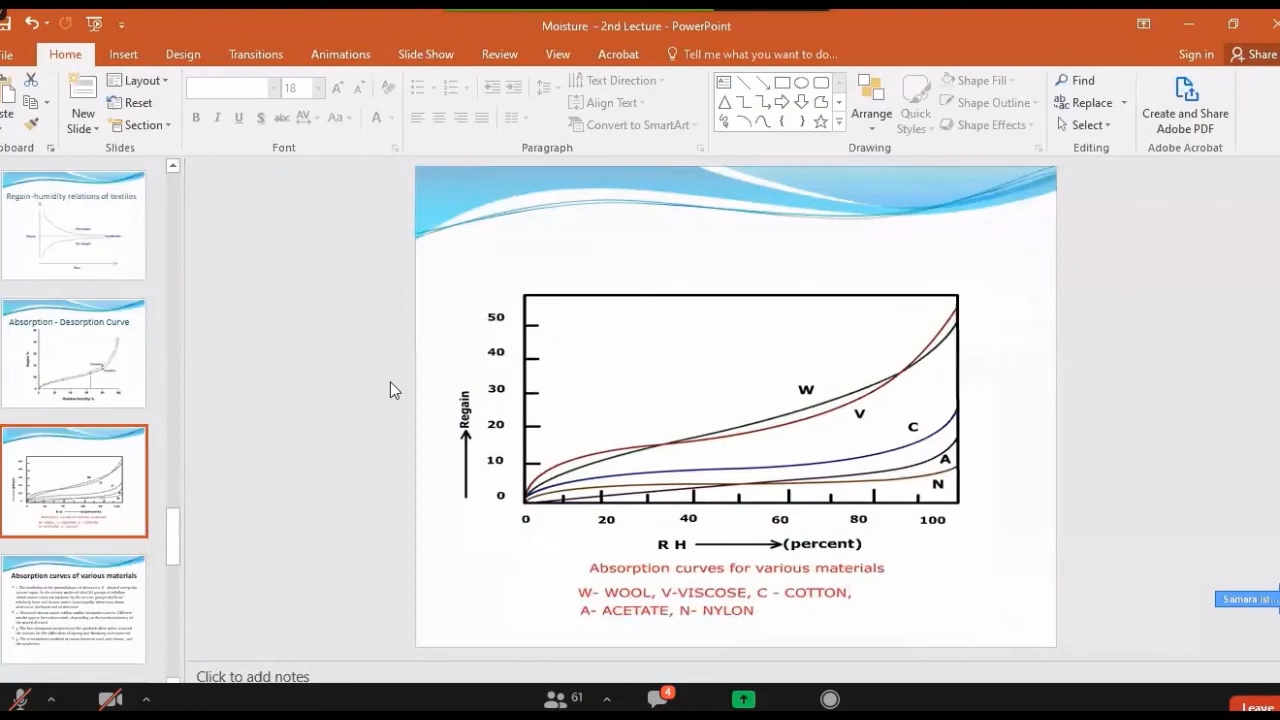 Moisture - 2nd Lecture - PowerPoint
File Home Insert Design Transitions Animations Slide Show Review View Acrobat Tell me what you want to do... Sign in Share
Layout
Reset
Section
New
Slide
Slides
18
Font
Text Direction
Align Text
Convert to SmartArt
Paragraph
Arrange
Quick
Styles
Shape Fill
Shape Outline
Shape Effects
Drawing
Find
Replace
Select
Editing
Create and Share
Adobe PDF
Adobe Acrobat
Regain-humidity relations of textiles
Absorption - Desorption Curve
Absorption curves of various materials
50
40
30
20
10
0
Regain
W
V
C
A
N
0 20 40 60 80 100
R H (percent)
Absorption curves for various materials
W- WOOL, V-VISCOSE, C - COTTON,
A- ACETATE, N- NYLON
Click to add notes
Samara isl...
61
4
Leave